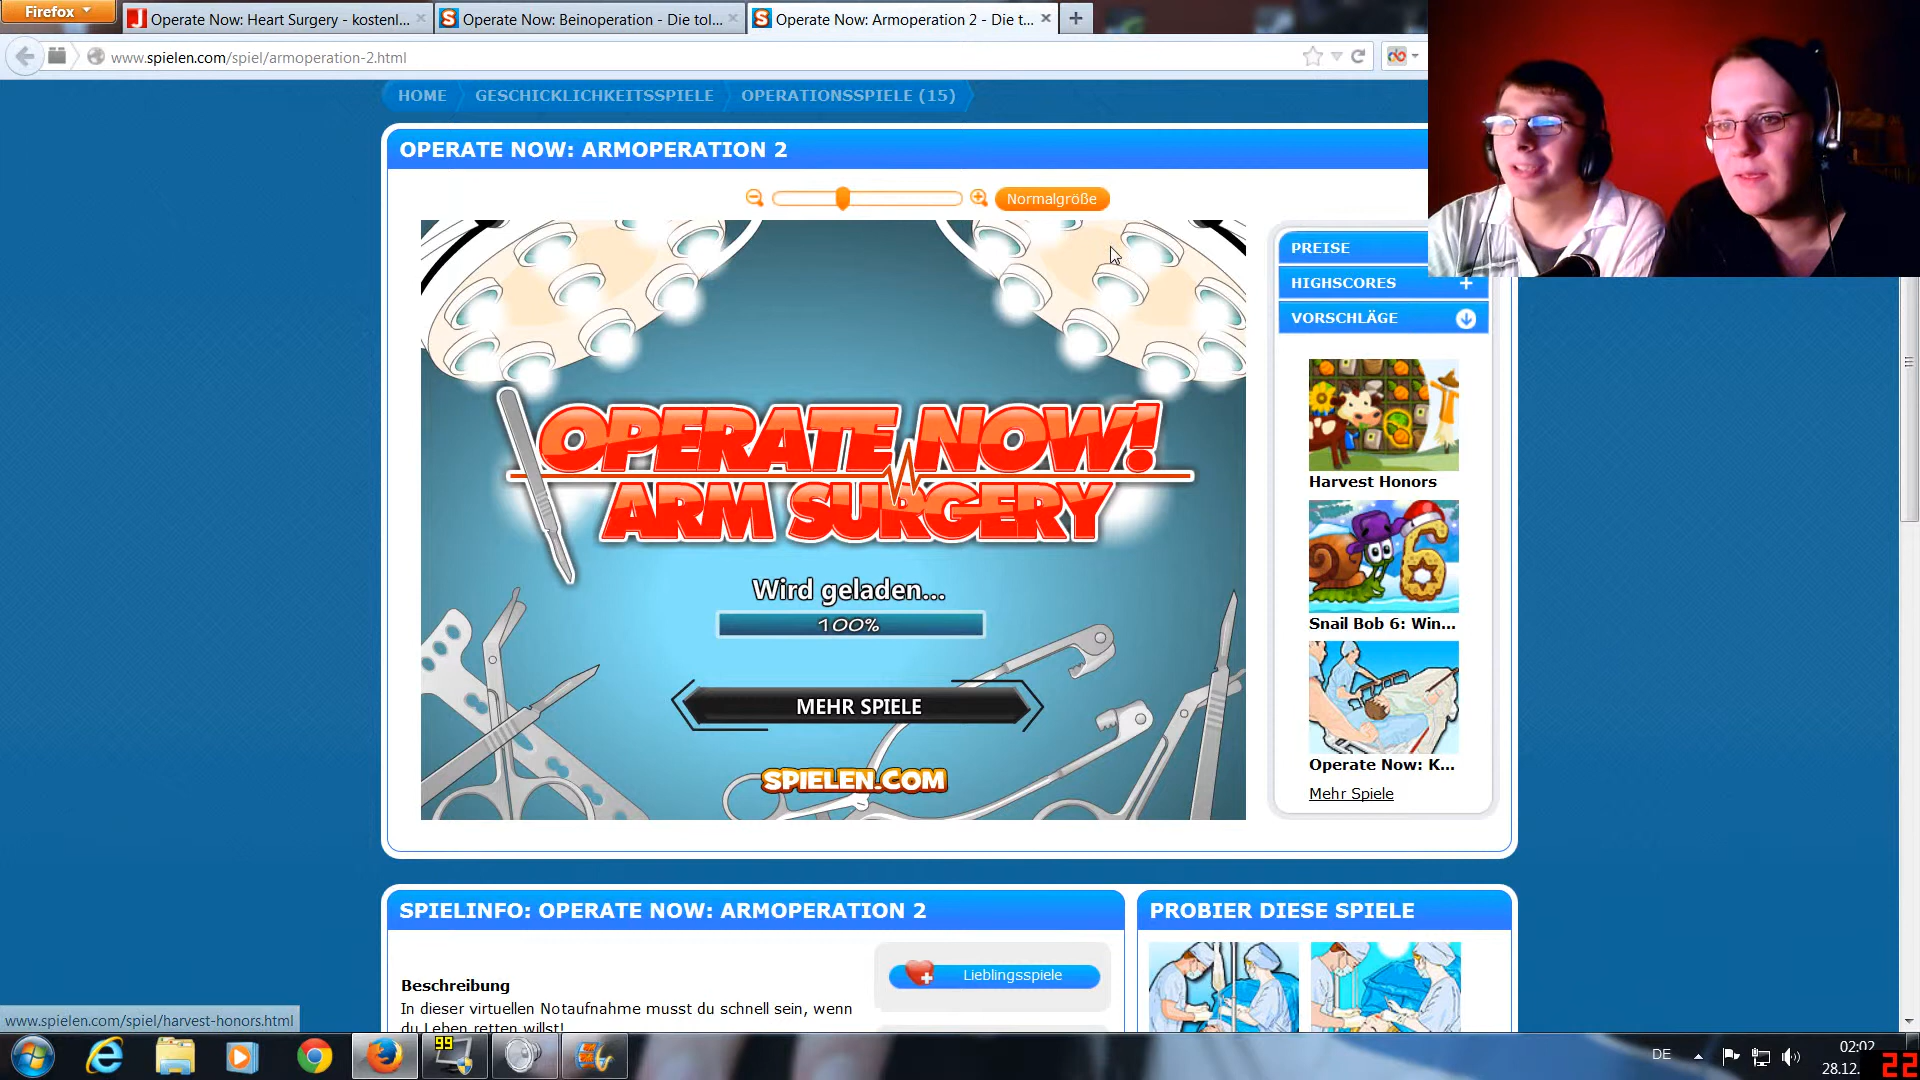 Firefox
Operate Now: Heart Surgery - kostenl...
Operate Now: Beinoperation - Die tol...
Operate Now: Armoperation 2 - Die t...
www.spielen.com/spiel/armoperation-2.html
HOME
GESCHICKLICHKEITSSPIELE
OPERATIONSSPIELE (15)
OPERATE NOW: ARMOPERATION 2
Normalgröße
PREISE
HIGHSCORES
VORSCHLÄGE
OPERATE NOW!
ARM SURGERY
Wird geladen...
100%
MEHR SPIELE
SPIELEN.COM
Harvest Honors
6
Snail Bob 6: Win...
Operate Now: K...
Mehr Spiele
SPIELINFO: OPERATE NOW: ARMOPERATION 2
PROBIER DIESE SPIELE
Lieblingsspiele
Beschreibung
In dieser virtuellen Notaufnahme musst du schnell sein, wenn
du Leben retten willst!
www.spielen.com/spiel/harvest-honors.html
99
DE
02:02
28.12.
22